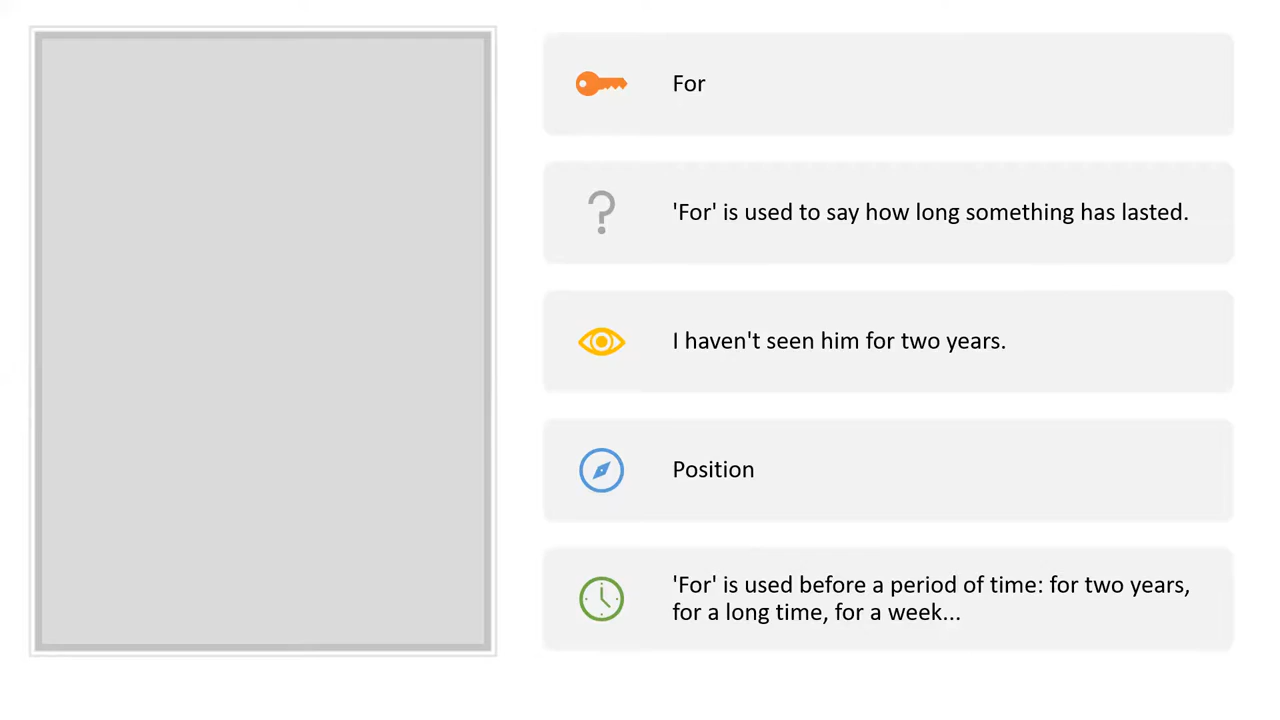 For
'For' is used to say how long something has lasted.
I haven't seen him for two years.
Position
'For' is used before a period of time: for two years,
for a long time, for a week...